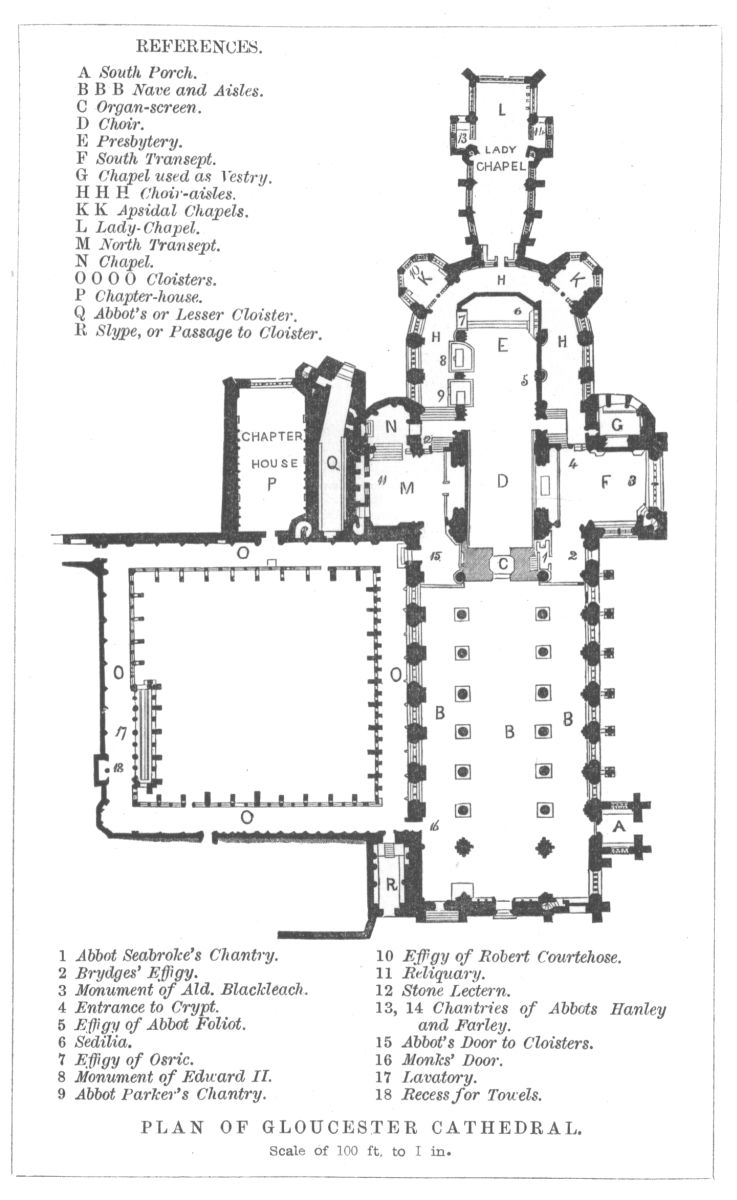 REFERENCES.
A South Porch.
B B B Nave and Aisles.
C Organ-screen.
D Choir.
E Presbytery.
F South Transept.
G Chapel used as Vestry.
H H H Choir-aisles.
K K Apsidal Chapels.
L Lady-Chapel.
M North Transept.
N Chapel.
O O O O Cloisters.
P Chapter-house.
Q Abbot's or Lesser Cloister.
R Slype, or Passage to Cloister.
L
13
14
LADY
CHAPEL
10
K
H
K
7
6
H
E
H
8
5
9
N
G
12
CHAPTER
HOUSE
P
Q
4
11
M
D
F
3
O
15
C
1
2
O
O
B
B
B
17
18
O
16
A
R
1 Abbot Seabroke's Chantry.
2 Brydges' Effigy.
3 Monument of Ald. Blackleach.
4 Entrance to Crypt.
5 Effigy of Abbot Foliot.
6 Sedilia.
7 Effigy of Osric.
8 Monument of Edward II.
9 Abbot Parker's Chantry.
10 Effigy of Robert Courtehose.
11 Reliquary.
12 Stone Lectern.
13, 14 Chantries of Abbots Hanley
and Farley.
15 Abbot's Door to Cloisters.
16 Monks' Door.
17 Lavatory.
18 Recess for Towels.
PLAN OF GLOUCESTER CATHEDRAL.
Scale of 100 ft. to 1 in.